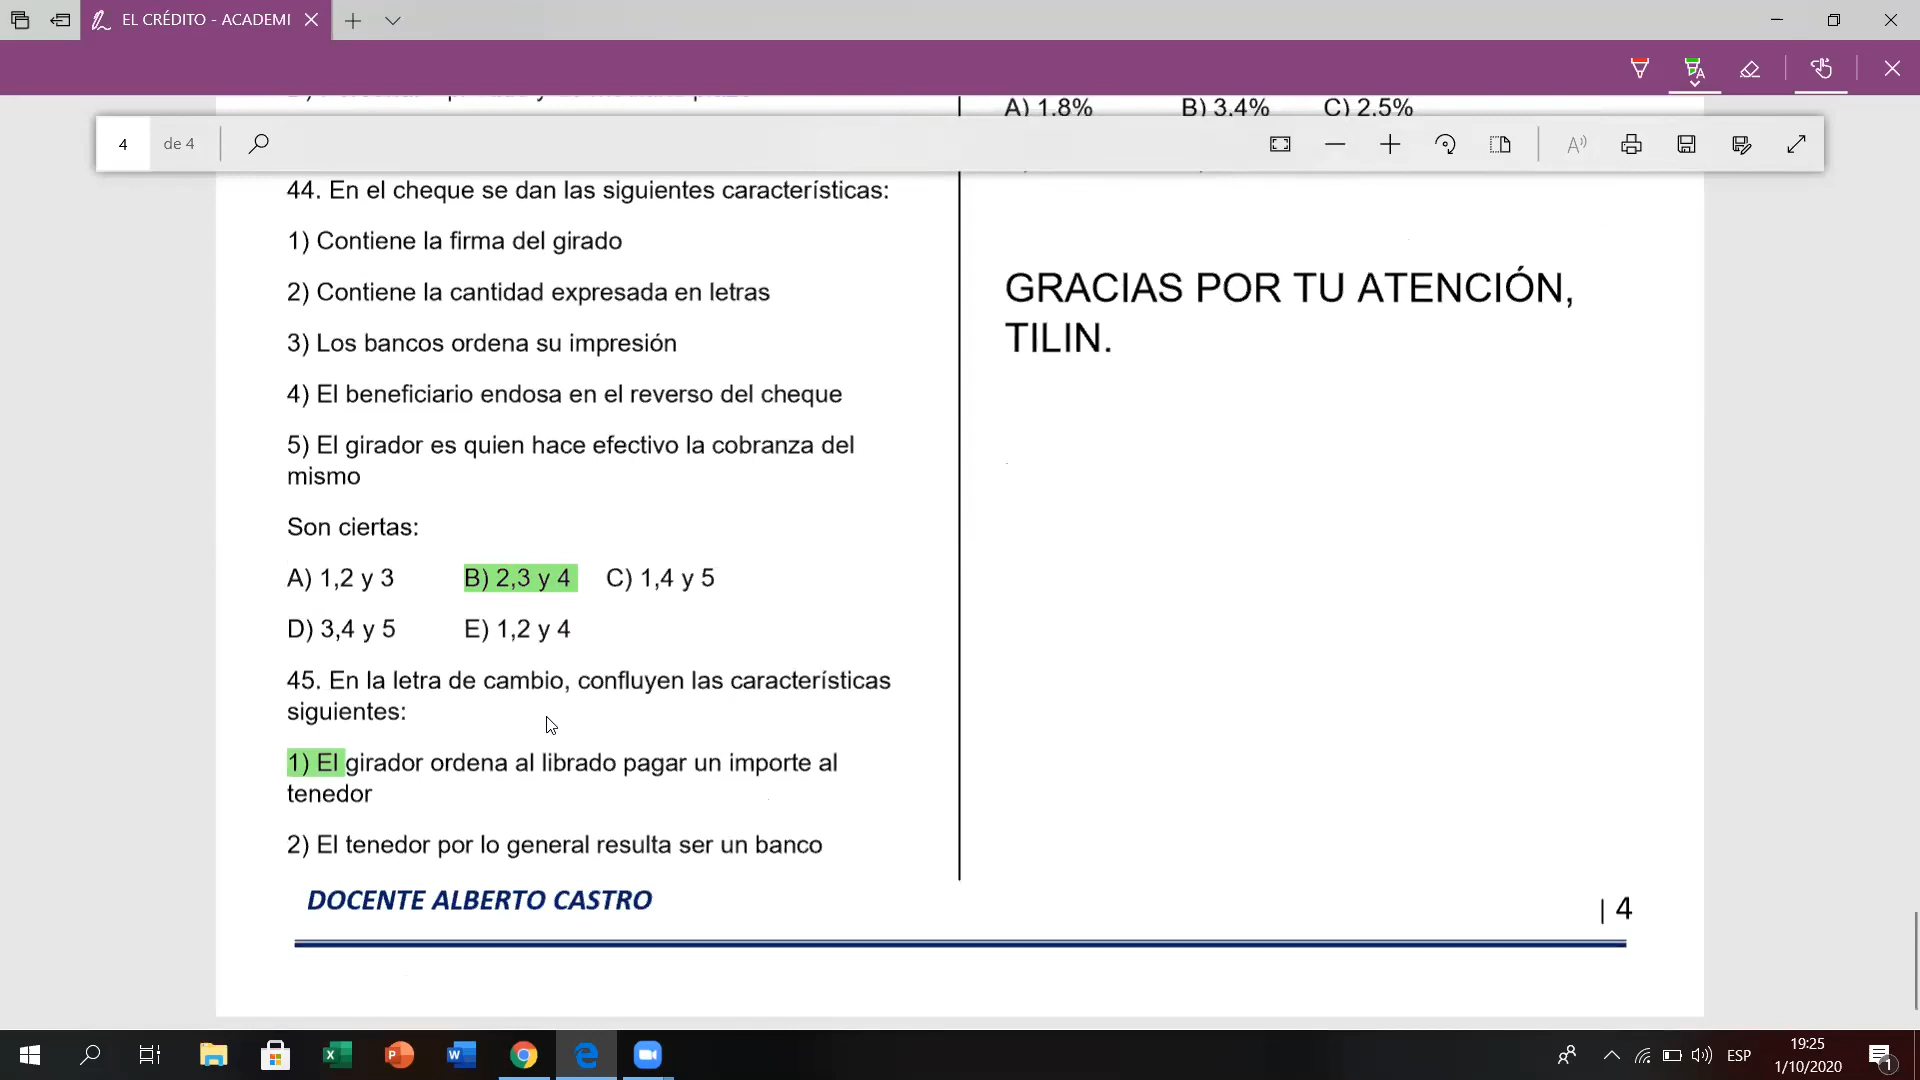 EL CRÉDITO - ACADEMI
4
de 4
44. En el cheque se dan las siguientes características:
1) Contiene la firma del girado
2) Contiene la cantidad expresada en letras
3) Los bancos ordena su impresión
4) El beneficiario endosa en el reverso del cheque
5) El girador es quien hace efectivo la cobranza del
mismo
Son ciertas:
A) 1,2 y 3 B) 2,3 y 4 C) 1,4 y 5
D) 3,4 y 5 E) 1,2 y 4
45. En la letra de cambio, confluyen las características
siguientes:
1) El girador ordena al librado pagar un importe al
tenedor
2) El tenedor por lo general resulta ser un banco
A) 1.8% B) 3.4% C) 2.5%
GRACIAS POR TU ATENCIÓN,
TILIN.
DOCENTE ALBERTO CASTRO
| 4
ESP
19:25
1/10/2020
1